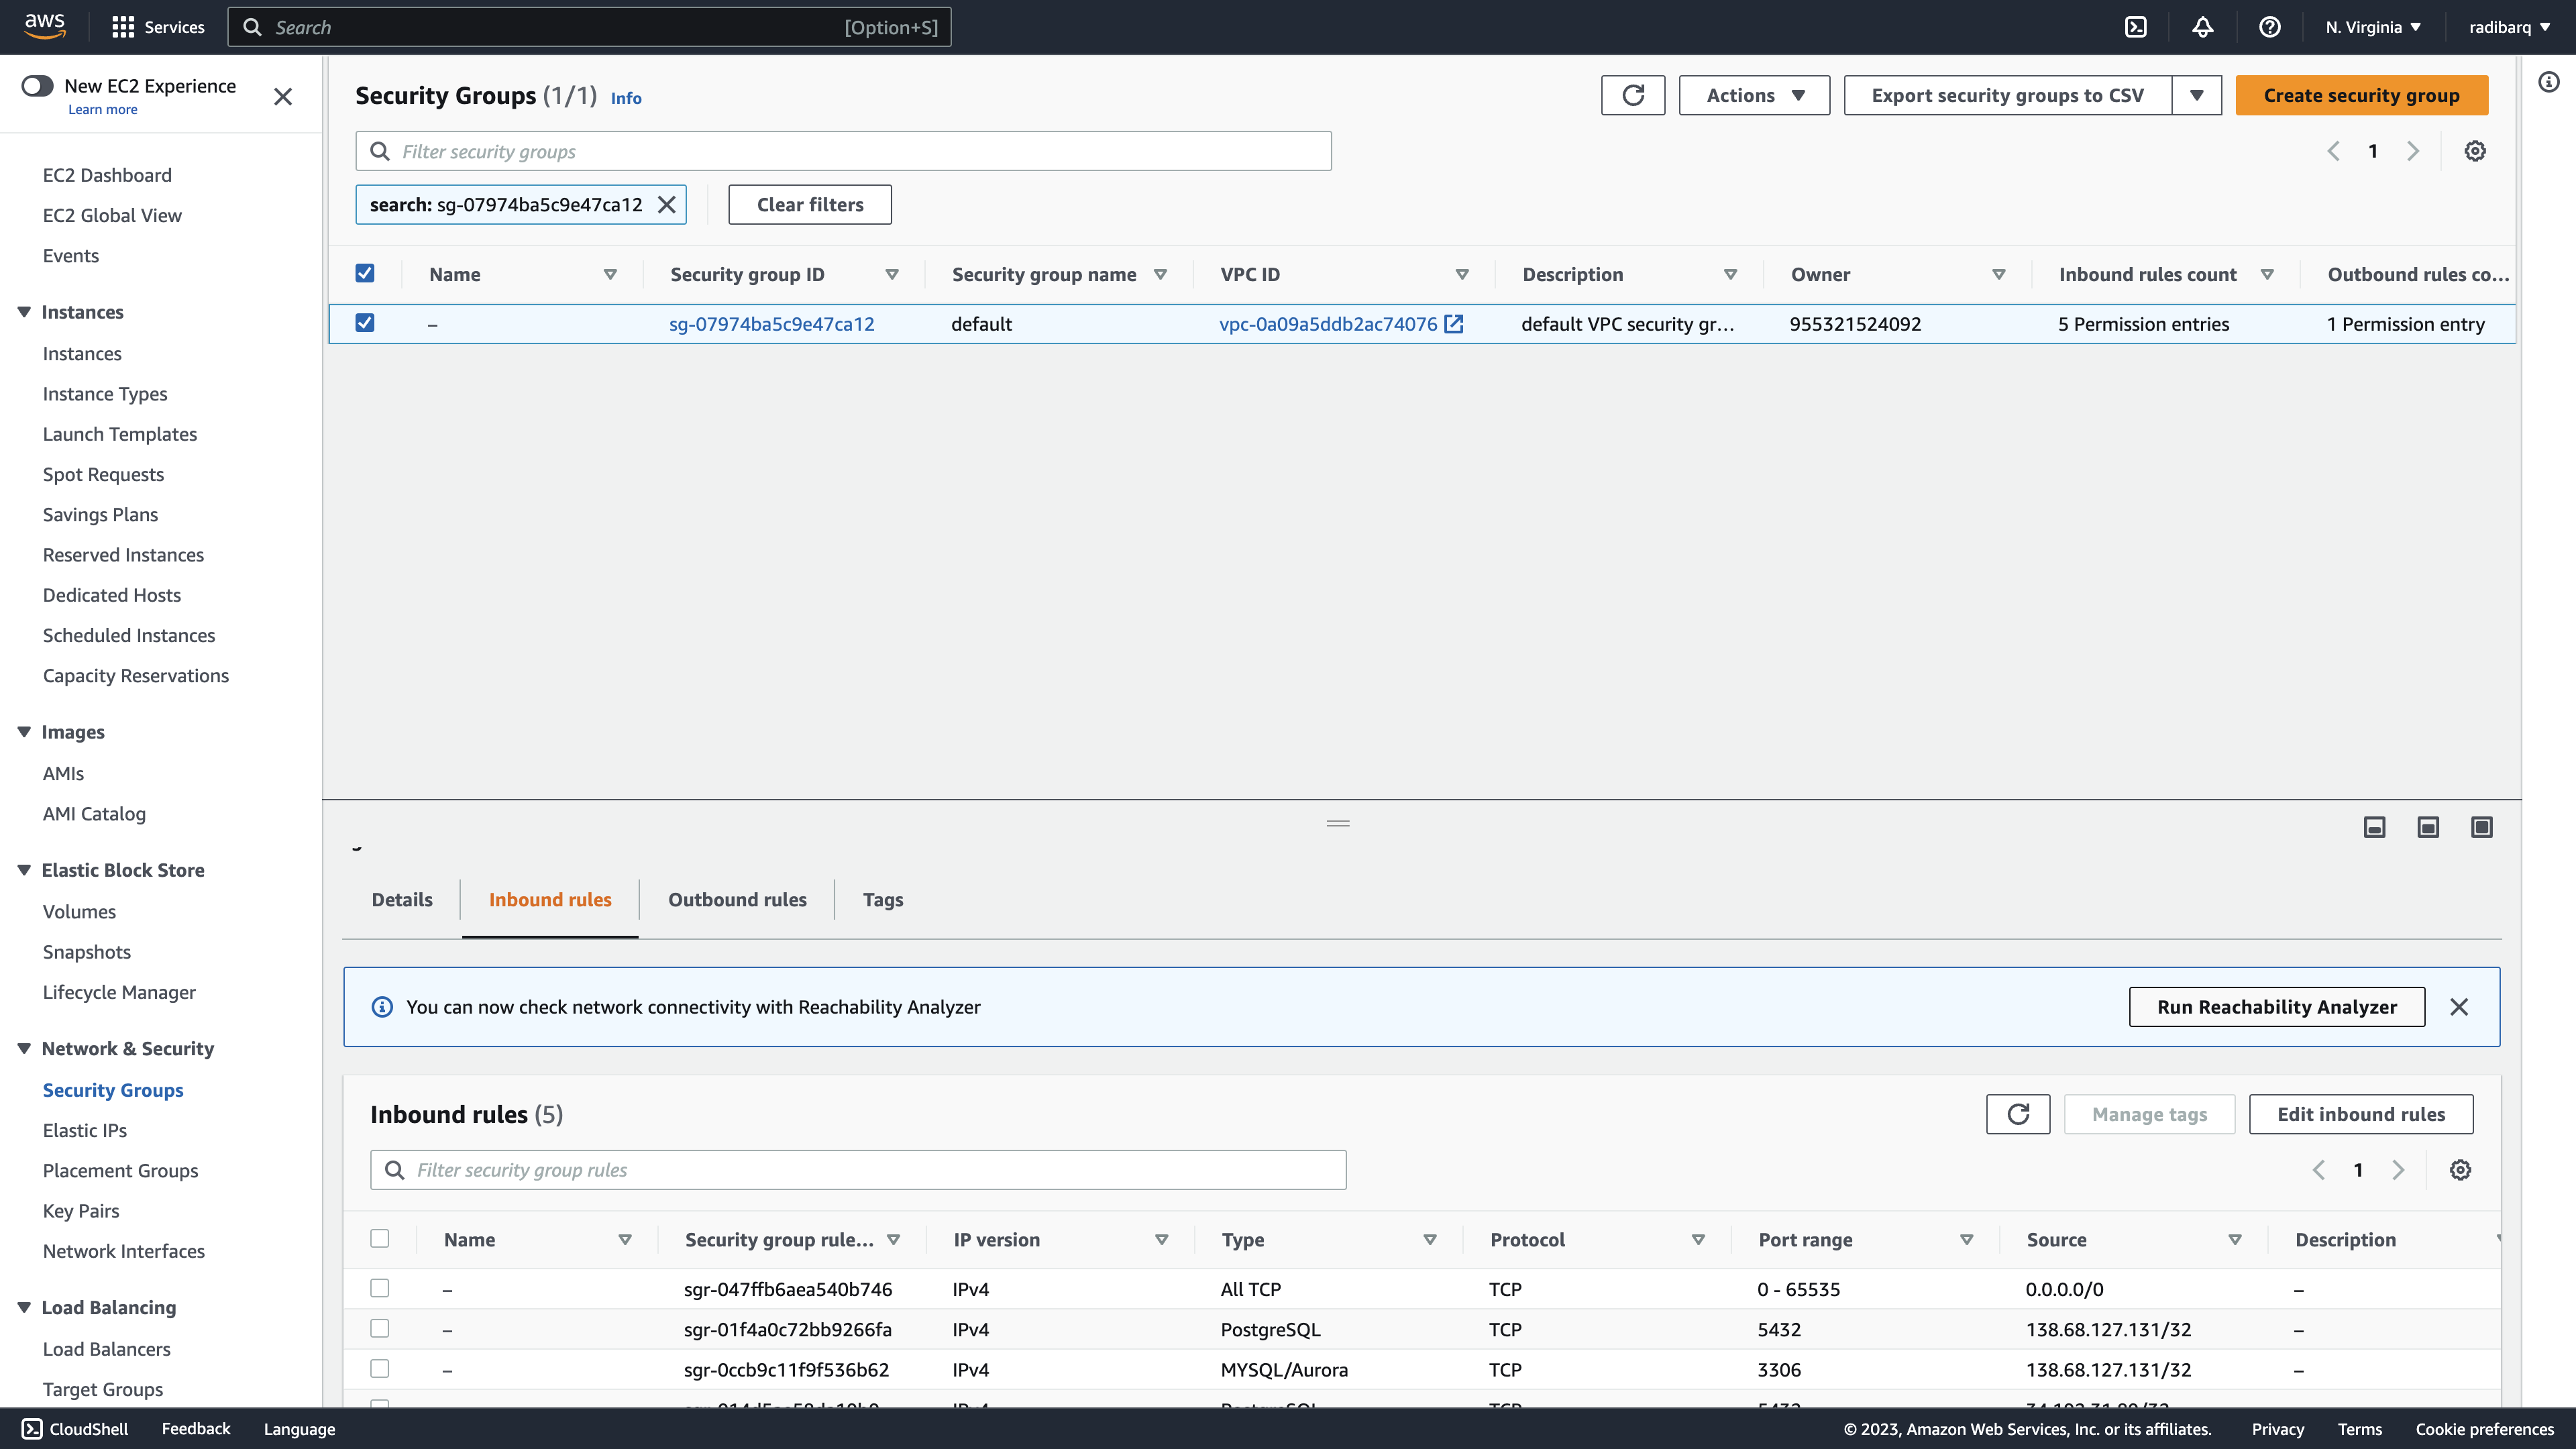 aws
Services
Search
[Option+S]
N. Virginia
radibarq
New EC2 Experience
Learn more
EC2 Dashboard
EC2 Global View
Events
Instances
Instances
Instance Types
Launch Templates
Spot Requests
Savings Plans
Reserved Instances
Dedicated Hosts
Scheduled Instances
Capacity Reservations
Images
AMIs
AMI Catalog
Elastic Block Store
Volumes
Snapshots
Lifecycle Manager
Network & Security
Security Groups
Elastic IPs
Placement Groups
Key Pairs
Network Interfaces
Load Balancing
Load Balancers
Target Groups
Security Groups (1/1) Info
Actions
Export security groups to CSV
Create security group
Filter security groups
1
search: sg-07974ba5c9e47ca12
Clear filters
Name Security group ID Security group name VPC ID Description Owner Inbound rules count Outbound rules co...
– sg-07974ba5c9e47ca12 default vpc-0a09a5ddb2ac74076 default VPC security gr... 955321524092 5 Permission entries 1 Permission entry
Details
Inbound rules
Outbound rules
Tags
You can now check network connectivity with Reachability Analyzer
Run Reachability Analyzer
Inbound rules (5)
Manage tags
Edit inbound rules
Filter security group rules
1
Name Security group rule... IP version Type Protocol Port range Source Description
– sgr-047ffb6aea540b746 IPv4 All TCP TCP 0 - 65535 0.0.0.0/0 –
– sgr-01f4a0c72bb9266fa IPv4 PostgreSQL TCP 5432 138.68.127.131/32 –
– sgr-0ccb9c11f9f536b62 IPv4 MYSQL/Aurora TCP 3306 138.68.127.131/32 –
IPv4 PostgreSQL TCP 5432
CloudShell
Feedback
Language
© 2023, Amazon Web Services, Inc. or its affiliates.
Privacy
Terms
Cookie preferences